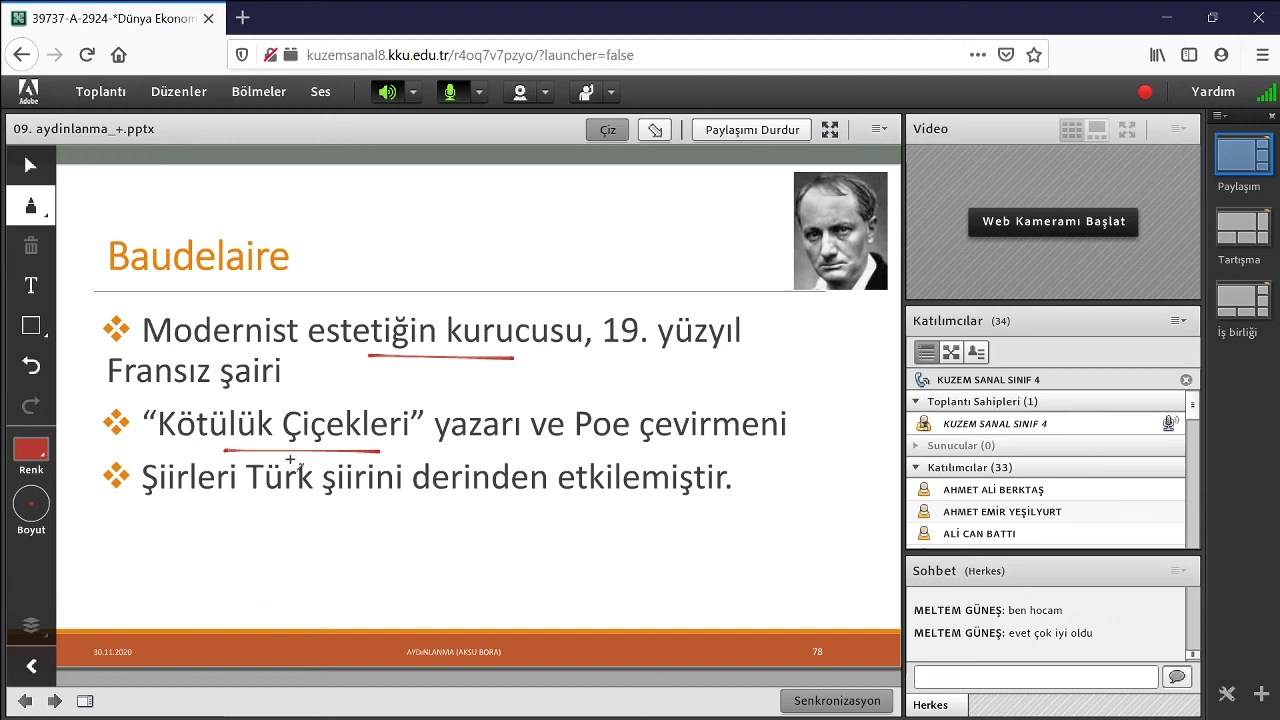 39737-A-2924-*Dünya Ekonom
kuzemsanal8.kku.edu.tr/r4oq7v7pzyo/?launcher=false
Adobe
Toplantı
Düzenler
Bölmeler
Ses
Yardım
09. aydinlanma_+.pptx
Çiz
Paylaşımı Durdur
Baudelaire
Modernist estetiğin kurucusu, 19. yüzyıl
Fransız şairi
“Kötülük Çiçekleri” yazarı ve Poe çevirmeni
Şiirleri Türk şiirini derinden etkilemiştir.
30.11.2020
AYDıNLANMA (AKSU BORA)
78
T
Renk
Boyut
Senkronizasyon
Video
Web Kameramı Başlat
Katılımcılar (34)
KUZEM SANAL SINIF 4
Toplantı Sahipleri (1)
KUZEM SANAL SINIF 4
Sunucular (0)
Katılımcılar (33)
AHMET ALİ BERKTAŞ
AHMET EMİR YEŞİLYURT
ALİ CAN BATTI
Sohbet (Herkes)
MELTEM GÜNEŞ: ben hocam
MELTEM GÜNEŞ: evet çok iyi oldu
Herkes
Paylaşım
Tartışma
İş birliği